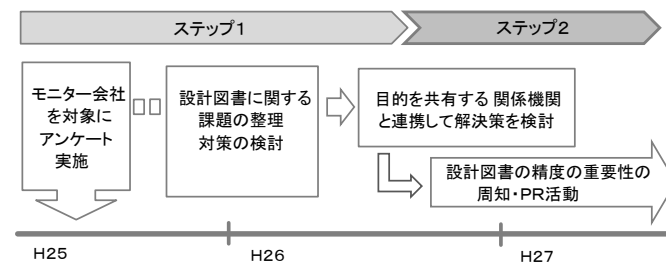 ステップ１
ステップ２
モニター会社
を対象に
アンケート
実施
設計図書に関する
課題の整理
対策の検討
目的を共有する 関係機関
と連携して解決策を検討
設計図書の精度の重要性の
周知・PR活動
H25
H26
H27